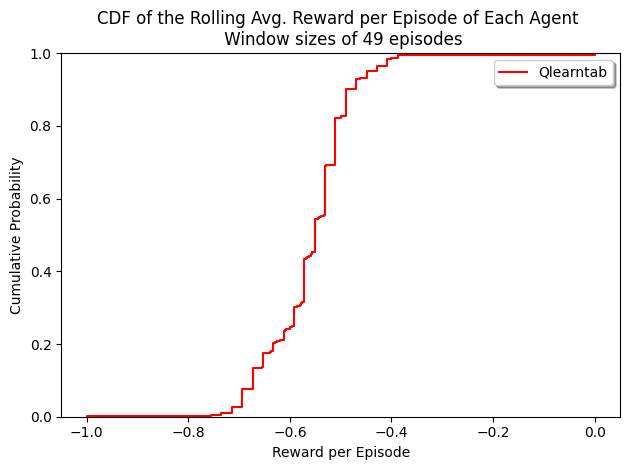 CDF of the Rolling Avg. Reward per Episode of Each Agent
Window sizes of 49 episodes
Qlearntab
1.0
0.8
0.6
0.4
0.2
0.0
Cumulative Probability
−1.0 −0.8 −0.6 −0.4 −0.2 0.0
Reward per Episode